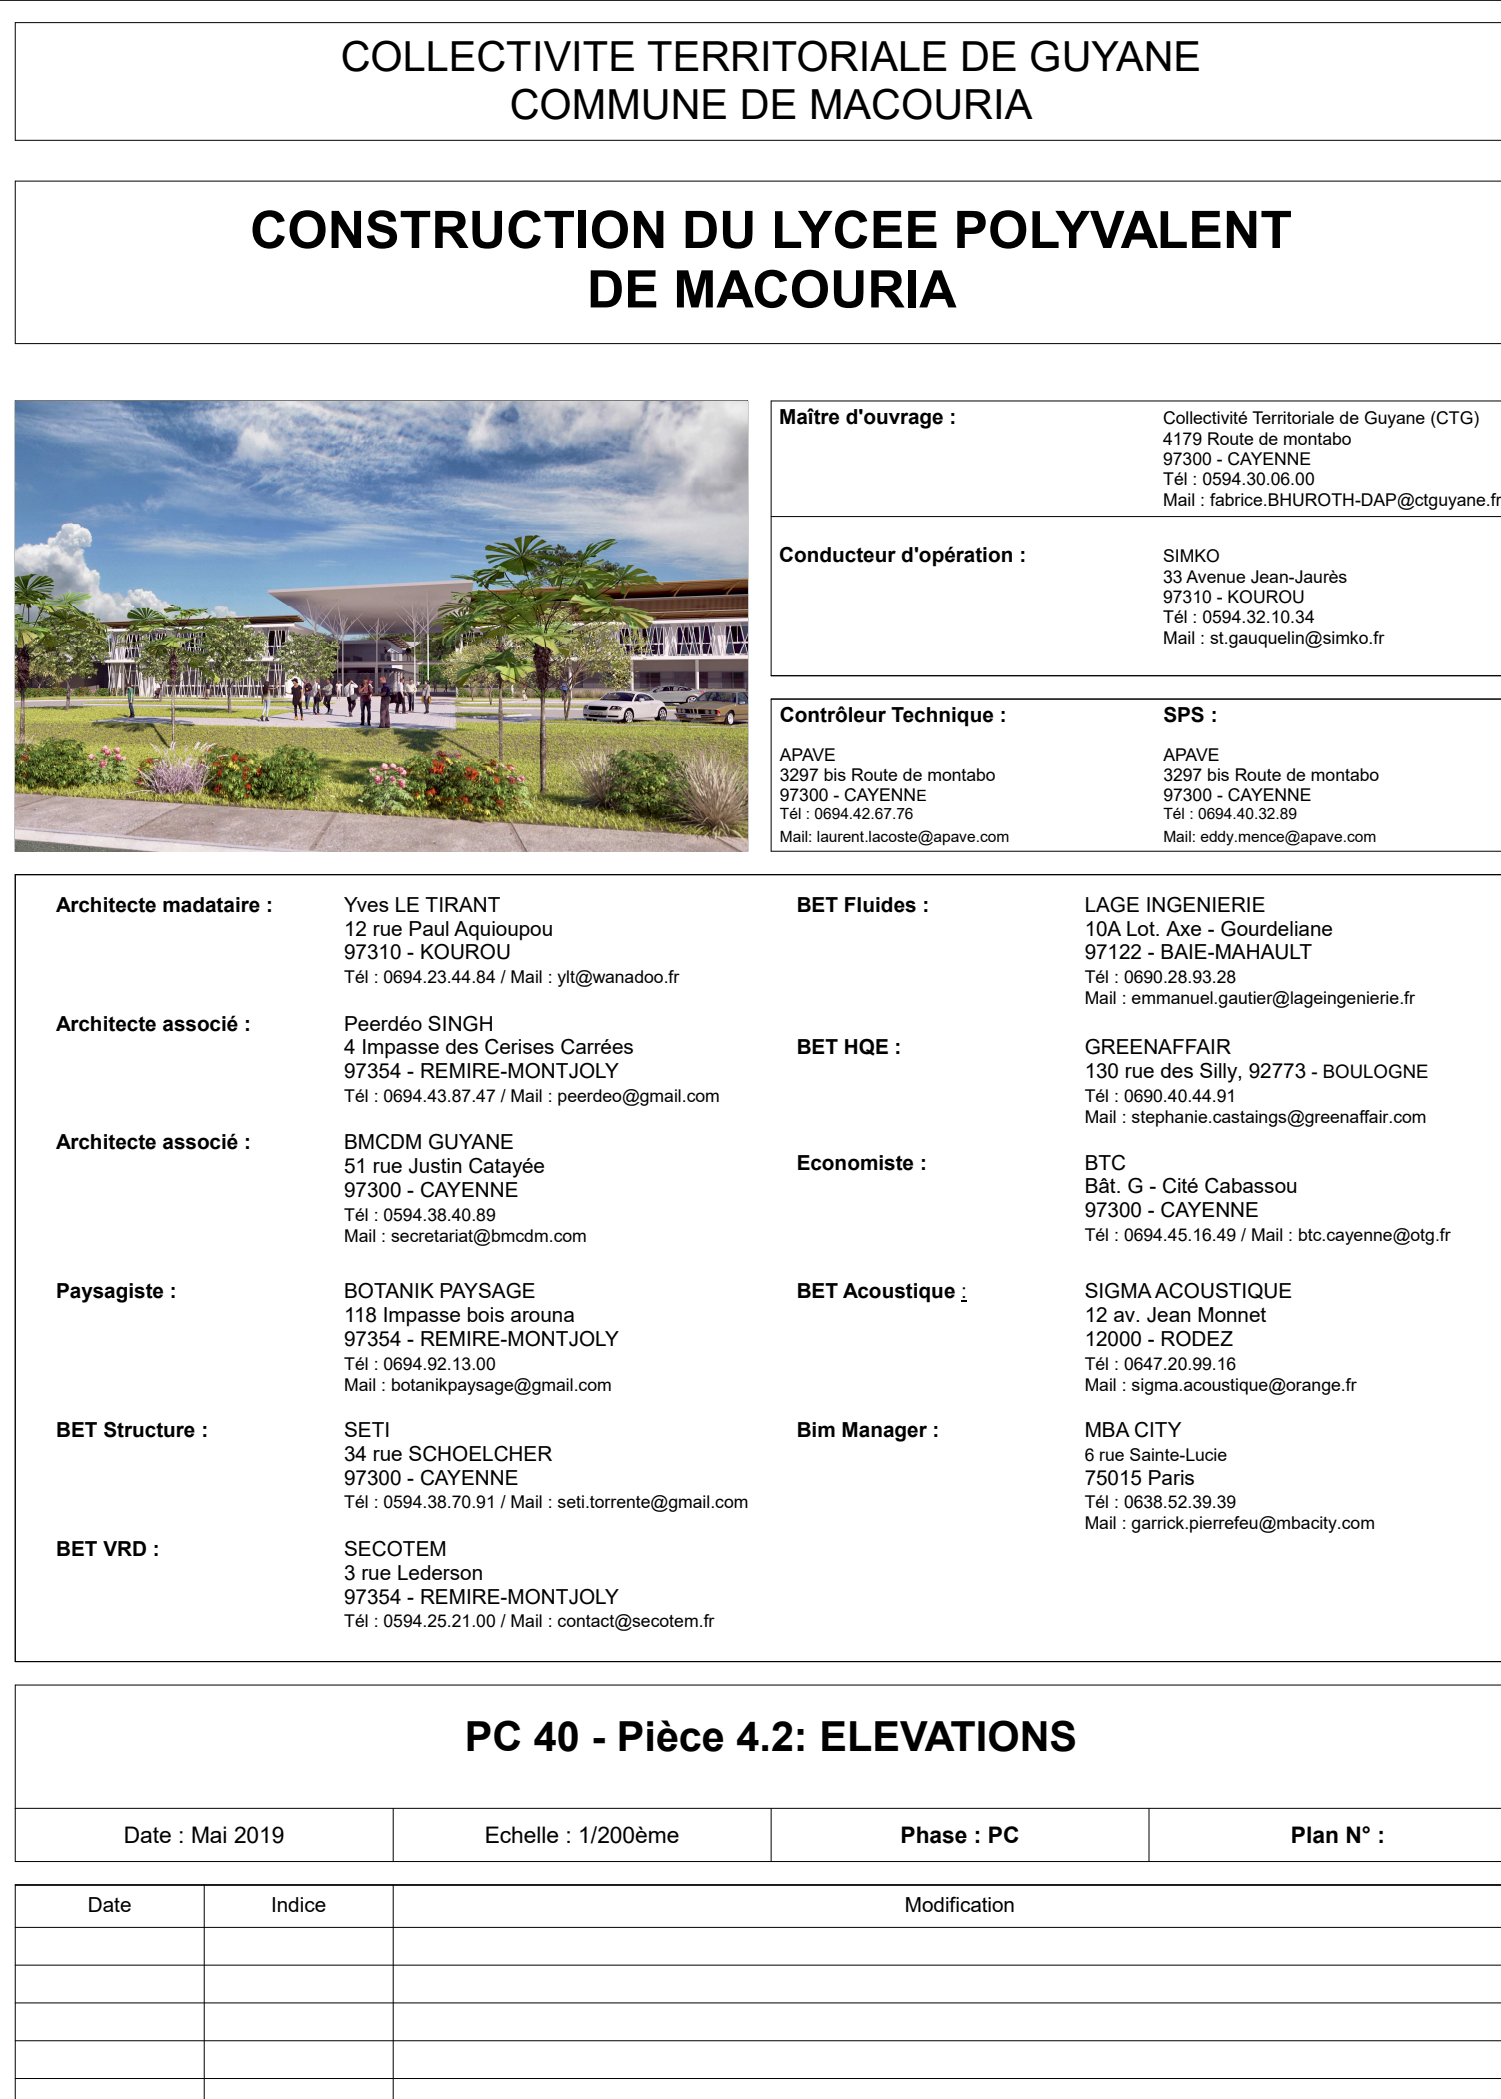 COLLECTIVITE TERRITORIALE DE GUYANE
COMMUNE DE MACOURIA
CONSTRUCTION DU LYCEE POLYVALENT
DE MACOURIA
Maître d'ouvrage :
Collectivité Territoriale de Guyane (CTG)
4179 Route de montabo
97300 - CAYENNE
Tél : 0594.30.06.00
Mail : fabrice.BHUROTH-DAP@ctguyane.fr
Conducteur d'opération :
SIMKO
33 Avenue Jean-Jaurès
97310 - KOUROU
Tél : 0594.32.10.34
Mail : st.gauquelin@simko.fr
Contrôleur Technique :
APAVE
3297 bis Route de montabo
97300 - CAYENNE
Tél : 0694.42.67.76
Mail: laurent.lacoste@apave.com
SPS :
APAVE
3297 bis Route de montabo
97300 - CAYENNE
Tél : 0694.40.32.89
Mail: eddy.mence@apave.com
Architecte madataire :
Yves LE TIRANT
12 rue Paul Aquioupou
97310 - KOUROU
Tél : 0694.23.44.84 / Mail : ylt@wanadoo.fr
Architecte associé :
Peerdéo SINGH
4 Impasse des Cerises Carrées
97354 - REMIRE-MONTJOLY
Tél : 0694.43.87.47 / Mail : peerdeo@gmail.com
Architecte associé :
BMCDM GUYANE
51 rue Justin Catayée
97300 - CAYENNE
Tél : 0594.38.40.89
Mail : secretariat@bmcdm.com
Paysagiste :
BOTANIK PAYSAGE
118 Impasse bois arouna
97354 - REMIRE-MONTJOLY
Tél : 0694.92.13.00
Mail : botanikpaysage@gmail.com
BET Structure :
SETI
34 rue SCHOELCHER
97300 - CAYENNE
Tél : 0594.38.70.91 / Mail : seti.torrente@gmail.com
BET VRD :
SECOTEM
3 rue Lederson
97354 - REMIRE-MONTJOLY
Tél : 0594.25.21.00 / Mail : contact@secotem.fr
BET Fluides :
LAGE INGENIERIE
10A Lot. Axe - Gourdeliane
97122 - BAIE-MAHAULT
Tél : 0690.28.93.28
Mail : emmanuel.gautier@lageingenierie.fr
BET HQE :
GREENAFFAIR
130 rue des Silly, 92773 - BOULOGNE
Tél : 0690.40.44.91
Mail : stephanie.castaings@greenaffair.com
Economiste :
BTC
Bât. G - Cité Cabassou
97300 - CAYENNE
Tél : 0694.45.16.49 / Mail : btc.cayenne@otg.fr
BET Acoustique :
SIGMA ACOUSTIQUE
12 av. Jean Monnet
12000 - RODEZ
Tél : 0647.20.99.16
Mail : sigma.acoustique@orange.fr
Bim Manager :
MBA CITY
6 rue Sainte-Lucie
75015 Paris
Tél : 0638.52.39.39
Mail : garrick.pierrefeu@mbacity.com
PC 40 - Pièce 4.2: ELEVATIONS
Date : Mai 2019
Echelle : 1/200ème
Phase : PC
Plan N° :
Date
Indice
Modification